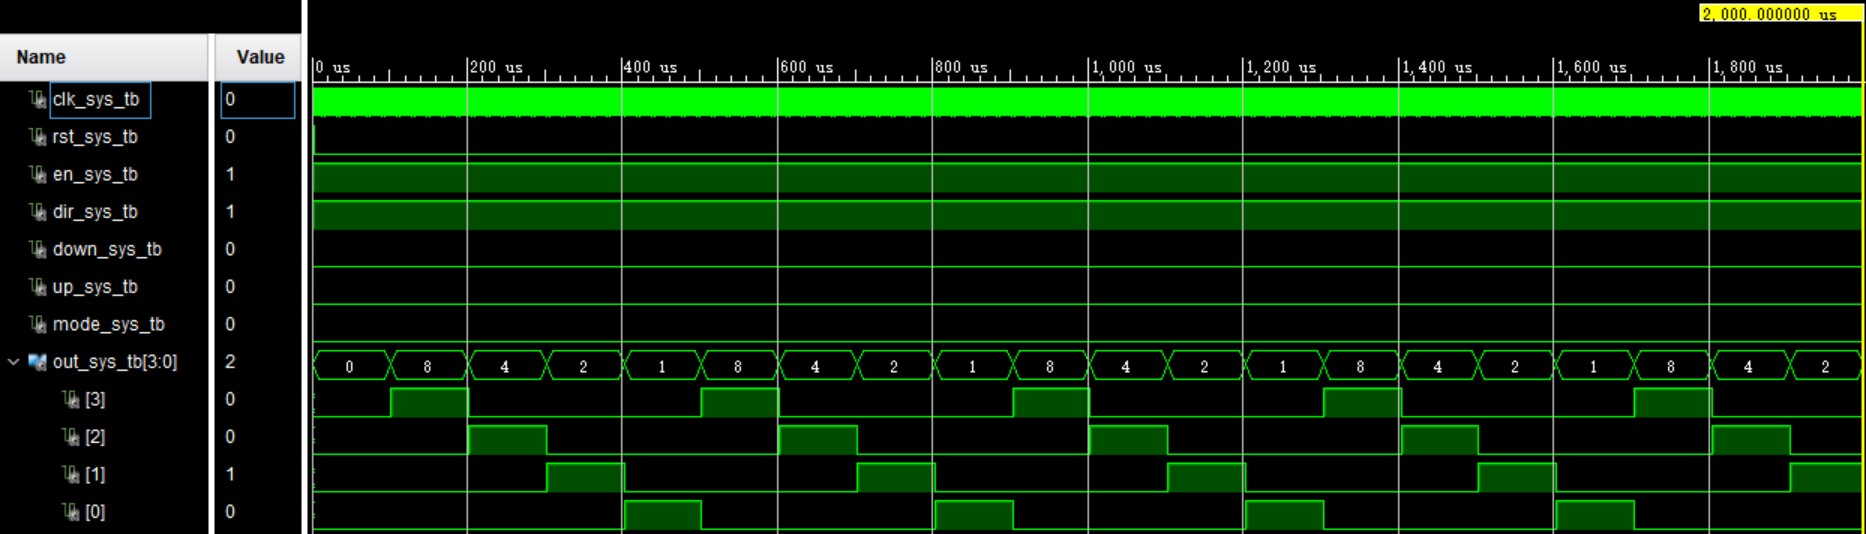 2,000.000000 us
Name Value
0 us 200 us 400 us 600 us 800 us 1,000 us 1,200 us 1,400 us 1,600 us 1,800 us
clk_sys_tb 0
rst_sys_tb 0
en_sys_tb 1
dir_sys_tb 1
down_sys_tb 0
up_sys_tb 0
mode_sys_tb 0
out_sys_tb[3:0] 2 0 8 4 2 1 8 4 2 1 8 4 2 1 8 4 2 1 8 4 2
[3] 0
[2] 0
[1] 1
[0] 0